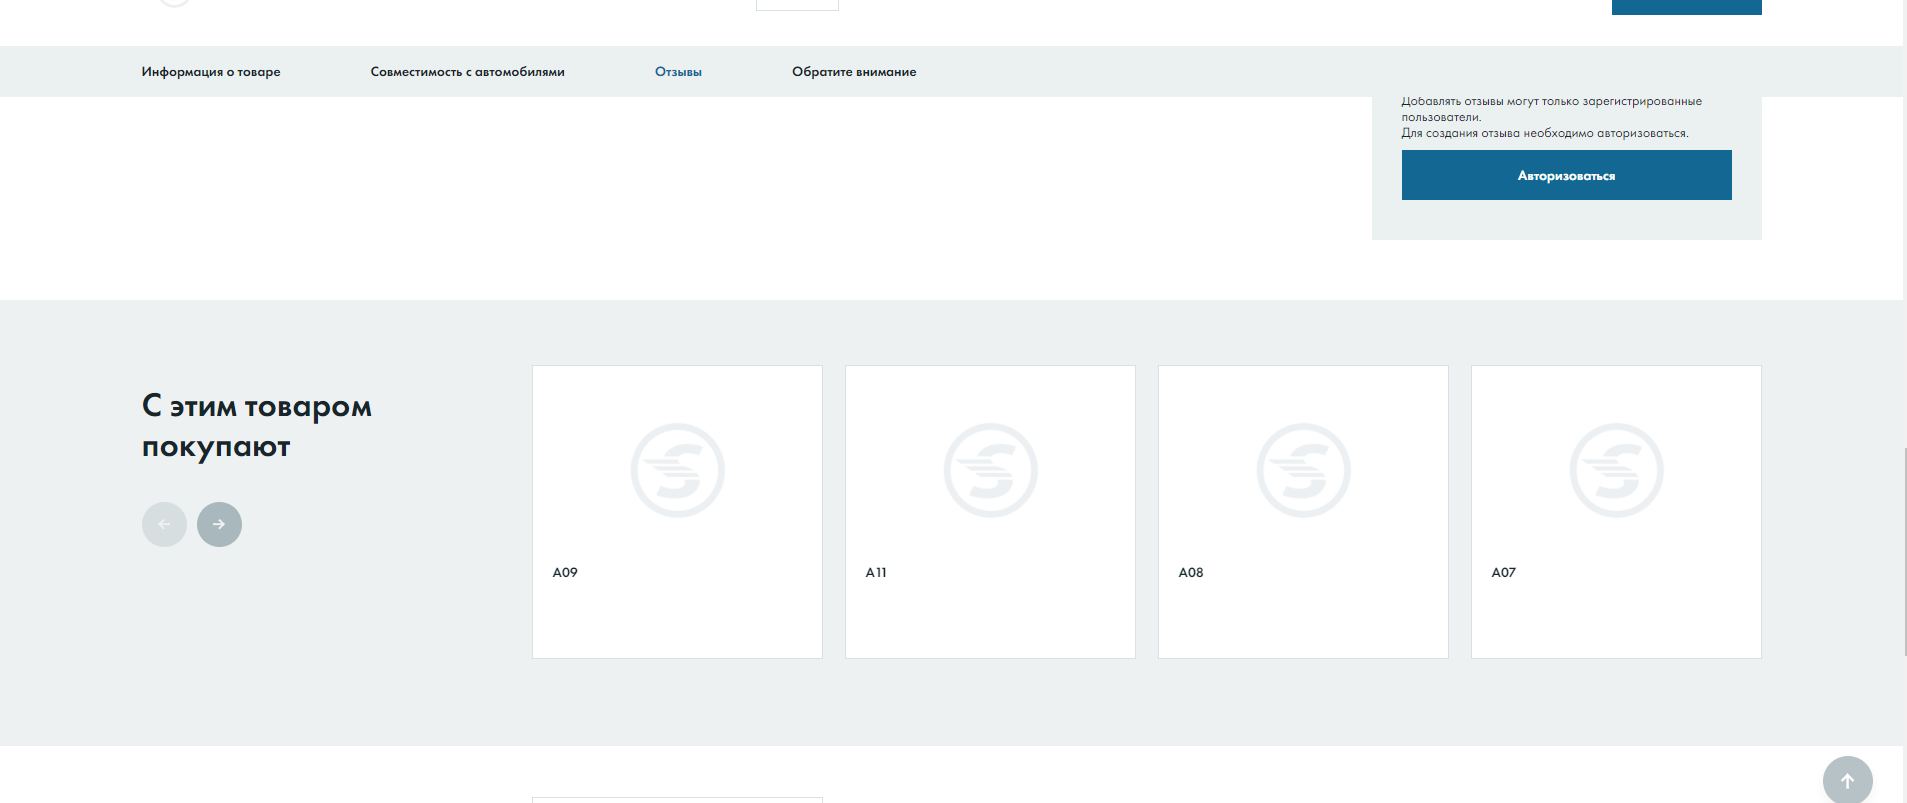 Информация о товаре
Совместимость с автомобилями
Отзывы
Обратите внимание
Добавлять отзывы могут только зарегистрированные
пользователи.
Для создания отзыва необходимо авторизоваться.
Авторизоваться
С этим товаром
покупают
A09
A11
A08
A07